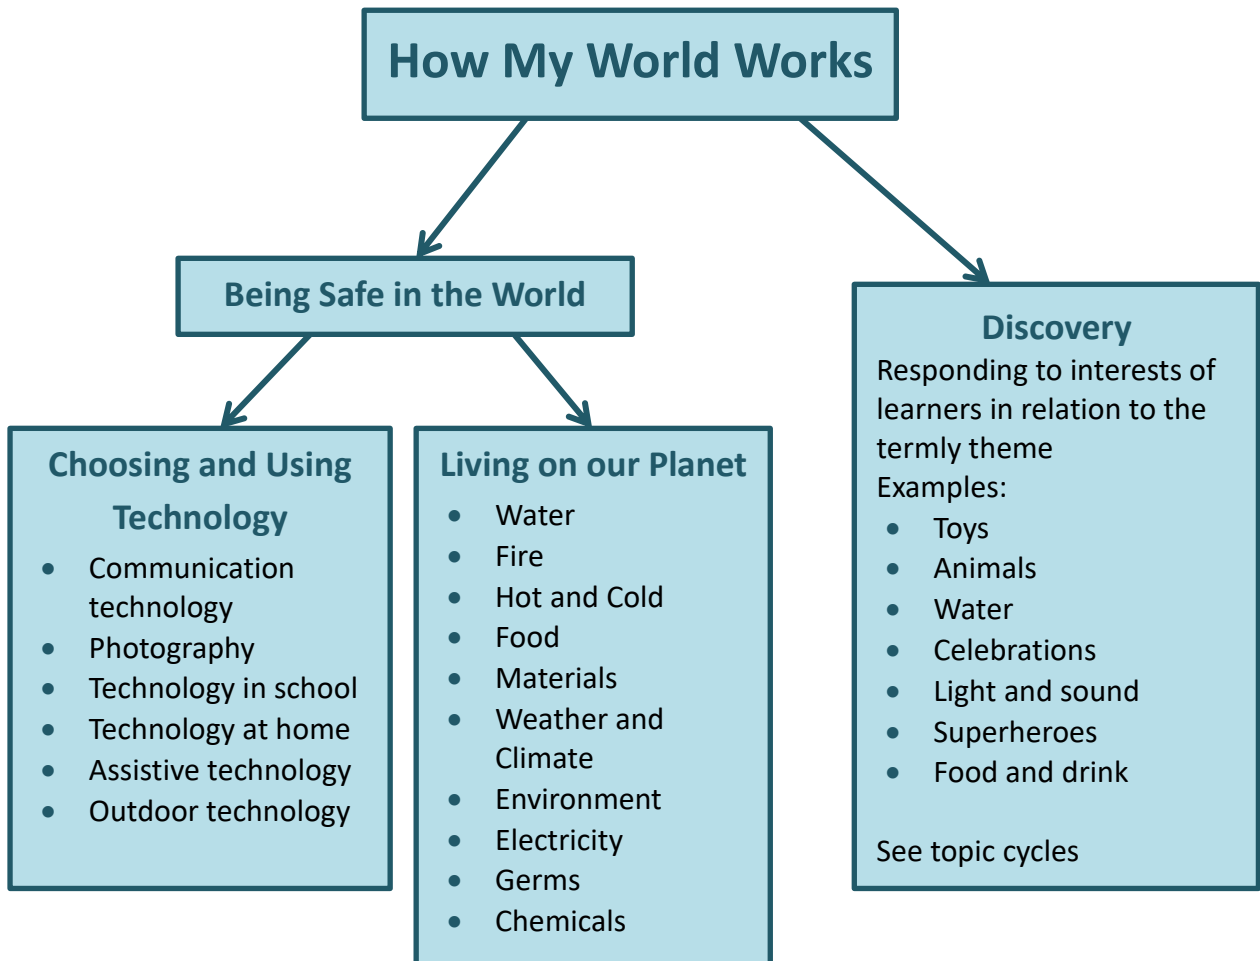 How My World Works
Being Safe in the World
Choosing and Using
Technology
• Communication
technology
• Photography
• Technology in school
• Technology at home
• Assistive technology
• Outdoor technology
Living on our Planet
• Water
• Fire
• Hot and Cold
• Food
• Materials
• Weather and
Climate
• Environment
• Electricity
• Germs
• Chemicals
Discovery
Responding to interests of
learners in relation to the
termly theme
Examples:
• Toys
• Animals
• Water
• Celebrations
• Light and sound
• Superheroes
• Food and drink
See topic cycles